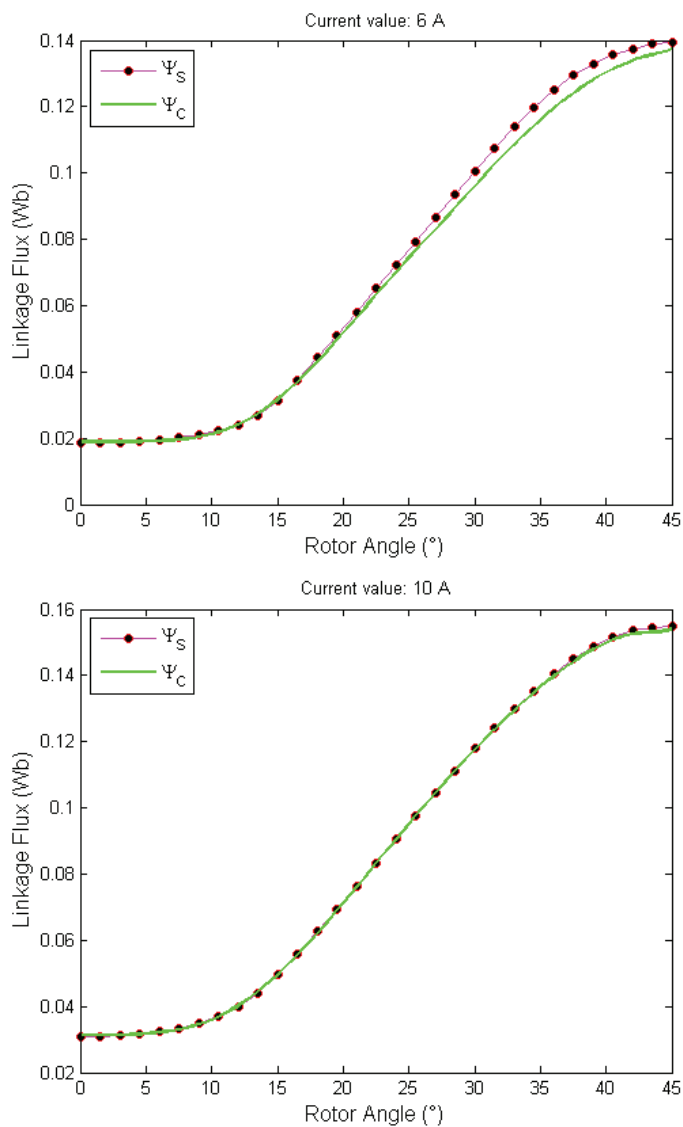 Current value: 6 A
0.14
0.12
0.1
0.08
0.06
0.04
0.02
0
Linkage Flux (Wb)
Ψ_S
Ψ_C
0 5 10 15 20 25 30 35 40 45
Rotor Angle (°)
Current value: 10 A
0.16
0.14
0.12
0.1
0.08
0.06
0.04
0.02
Linkage Flux (Wb)
Ψ_S
Ψ_C
0 5 10 15 20 25 30 35 40 45
Rotor Angle (°)